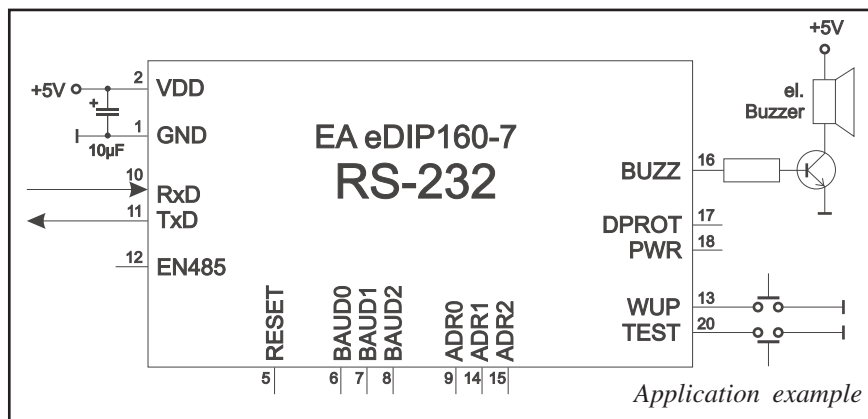 +5V
2 VDD
+5V
el.
Buzzer
+
1 GND
10µF
EA eDIP160-7
RS-232
10 RxD
11 TxD
12 EN485
BUZZ 16
DPROT 17
PWR 18
WUP 13
TEST 20
RESET
BAUD0
BAUD1
BAUD2
ADR0
ADR1
ADR2
5 6 7 8 9 14 15
Application example